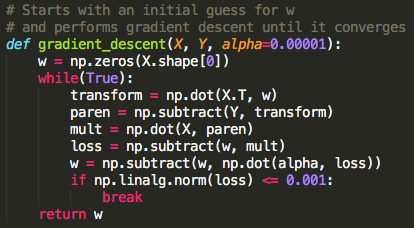 # Starts with an initial guess for w
# and performs gradient descent until it converges
def gradient_descent(X, Y, alpha=0.00001):
    w = np.zeros(X.shape[0])
    while(True):
        transform = np.dot(X.T, w)
        paren = np.subtract(Y, transform)
        mult = np.dot(X, paren)
        loss = np.subtract(w, mult)
        w = np.subtract(w, np.dot(alpha, loss))
        if np.linalg.norm(loss) <= 0.001:
            break
    return w